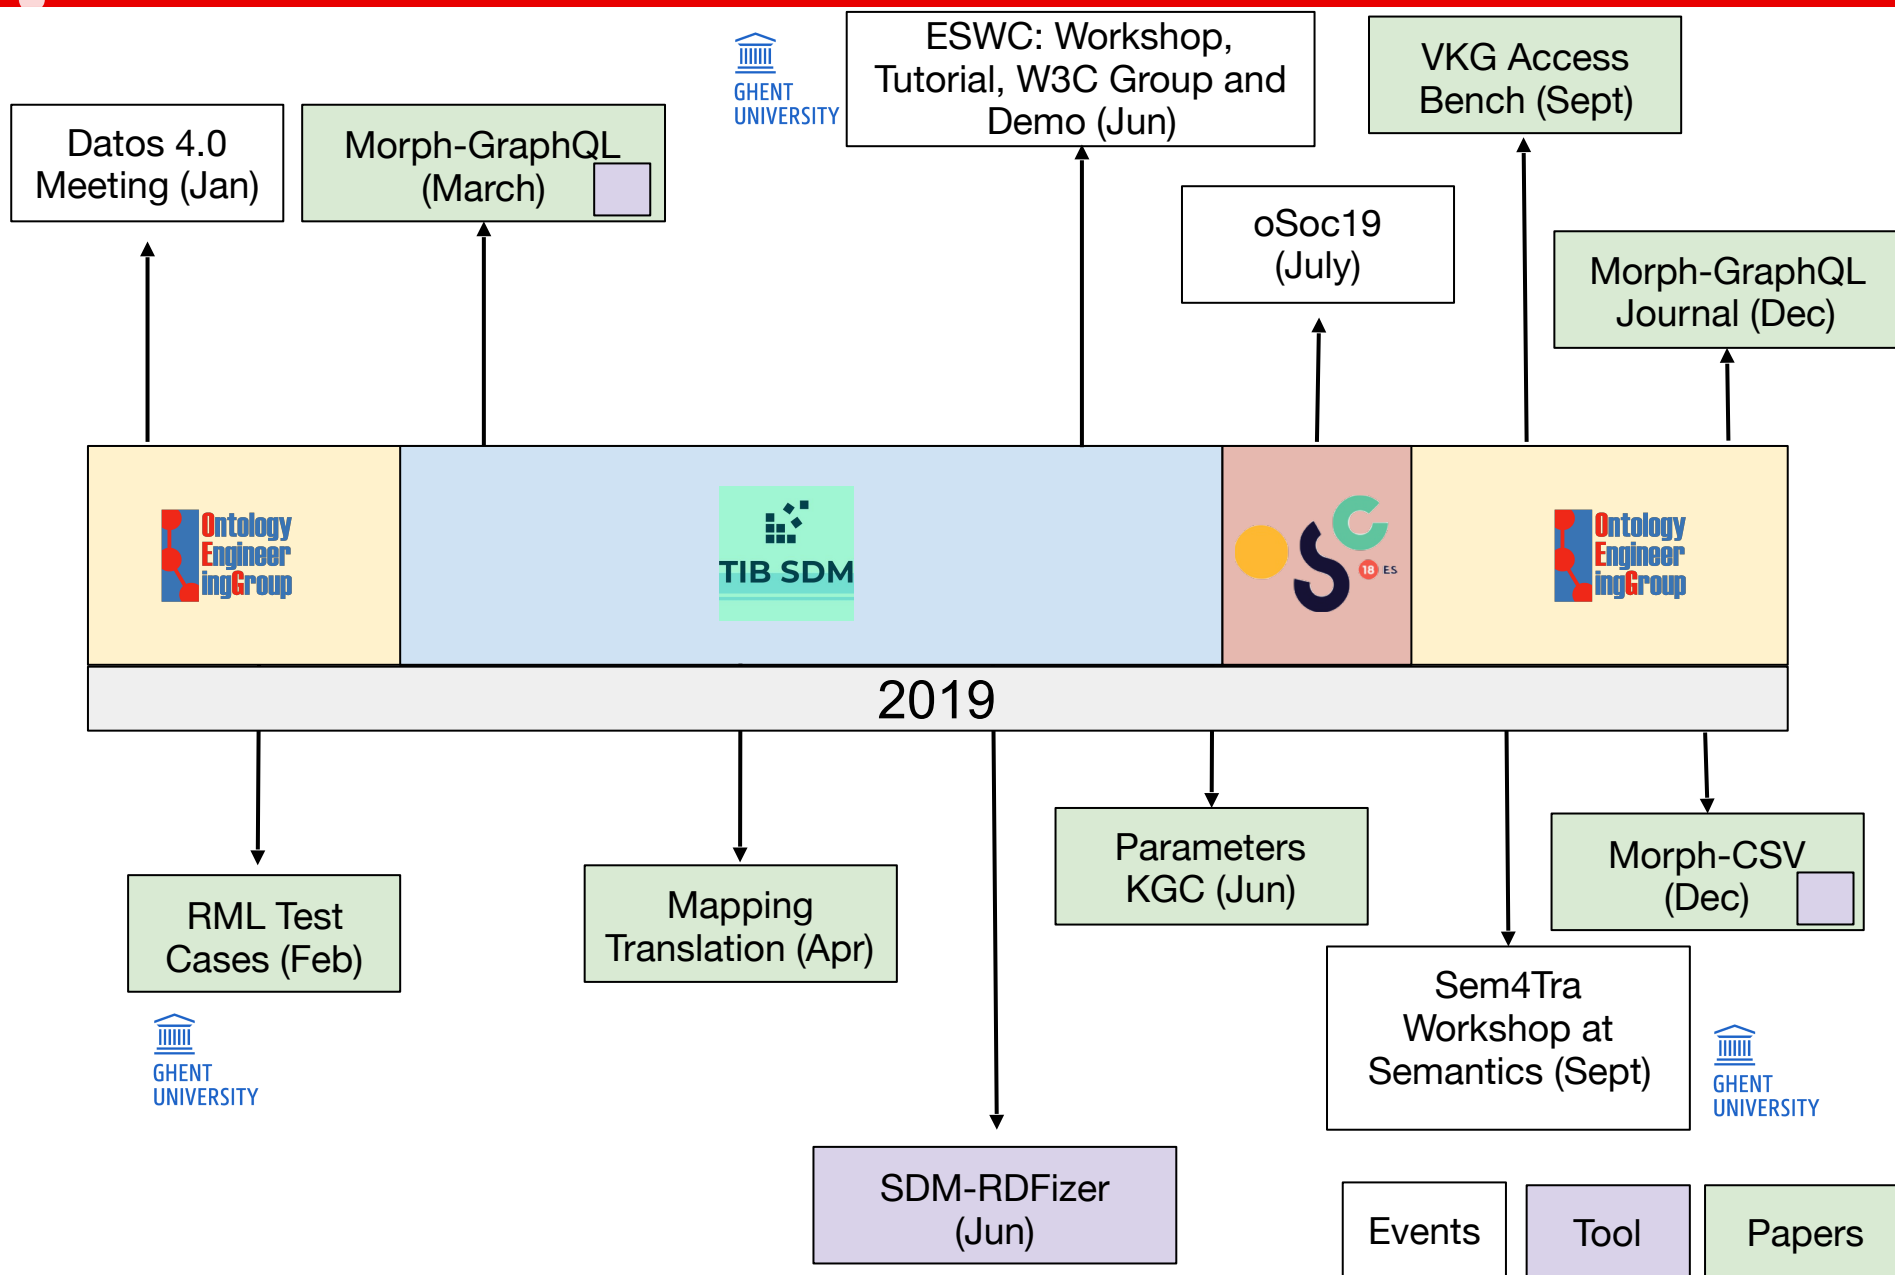 ESWC: Workshop,
Tutorial, W3C Group and
Demo (Jun)
GHENT
UNIVERSITY
VKG Access
Bench (Sept)
Datos 4.0
Meeting (Jan)
Morph-GraphQL
(March)
oSoc19
(July)
Morph-GraphQL
Journal (Dec)
Ontology
Engineer
ingGroup
TIB SDM
OSC
18 ES
Ontology
Engineer
ingGroup
2019
RML Test
Cases (Feb)
GHENT
UNIVERSITY
Mapping
Translation (Apr)
Parameters
KGC (Jun)
Morph-CSV
(Dec)
Sem4Tra
Workshop at
Semantics (Sept)
GHENT
UNIVERSITY
SDM-RDFizer
(Jun)
Events
Tool
Papers